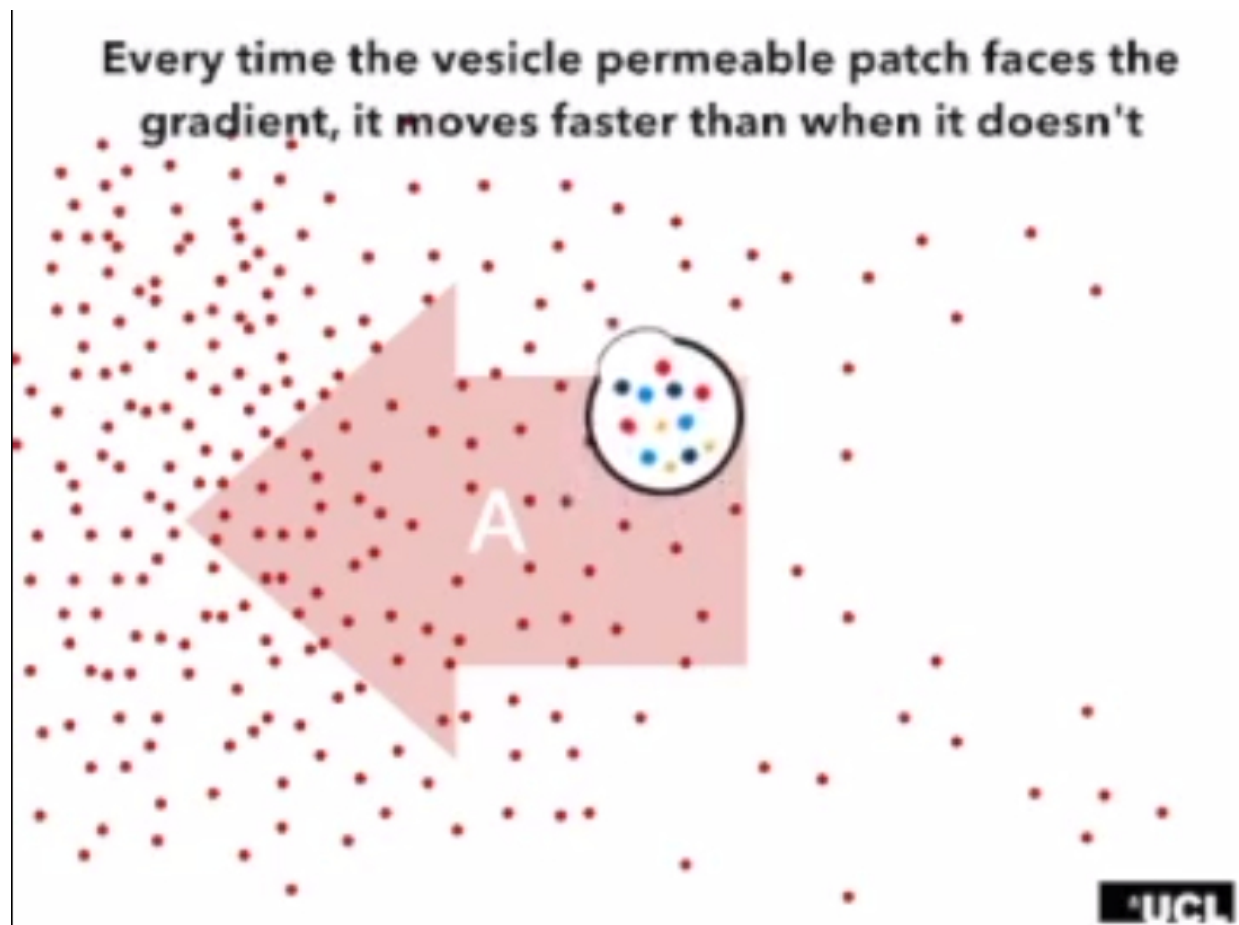 Every time the vesicle permeable patch faces the
gradient, it moves faster than when it doesn't
A
UCL